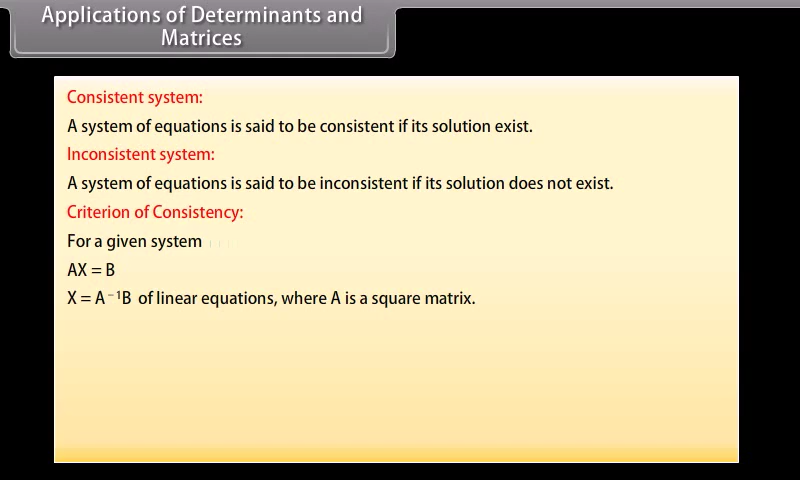 Applications of Determinants and
Matrices
Consistent system:
A system of equations is said to be consistent if its solution exist.
Inconsistent system:
A system of equations is said to be inconsistent if its solution does not exist.
Criterion of Consistency:
For a given system
AX = B
X = A⁻¹B of linear equations, where A is a square matrix.